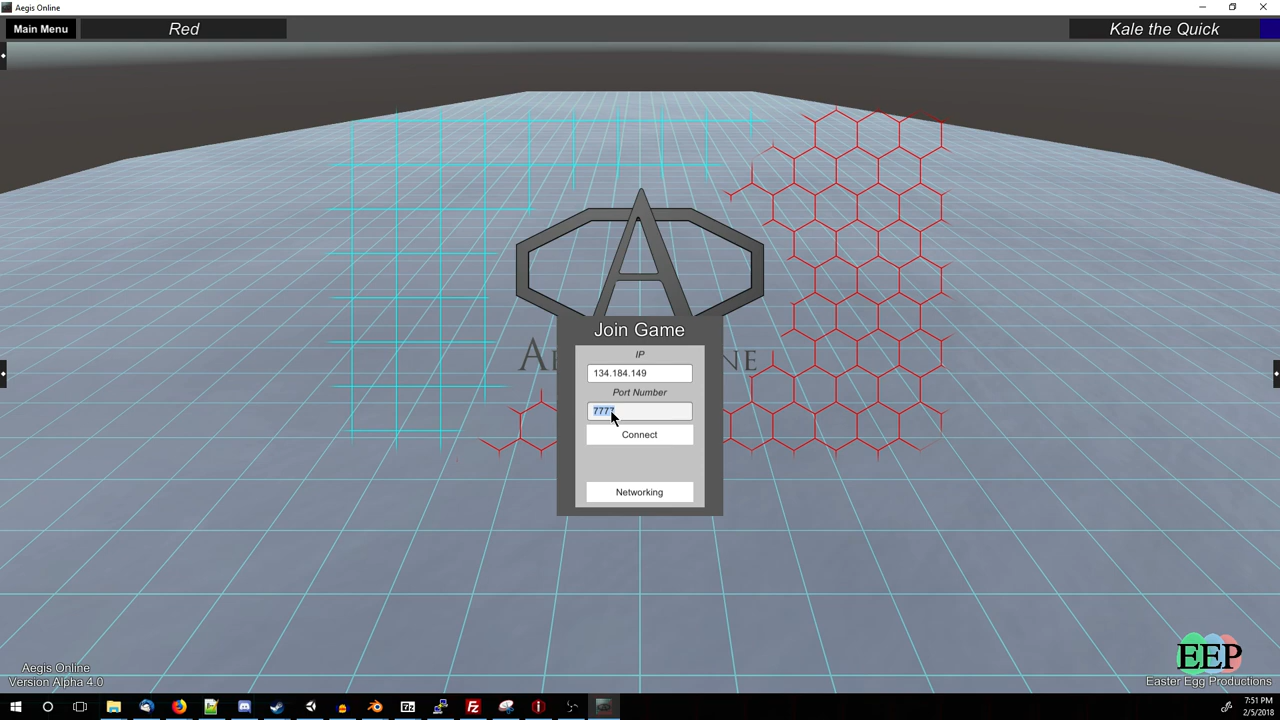 Aegis Online
Main Menu
Red
Kale the Quick
Join Game
IP
134.184.149
Port Number
7777
Connect
Networking
Aegis Online
Version Alpha 4.0
EEP
Easter Egg Productions
7:51 PM
2/5/2018